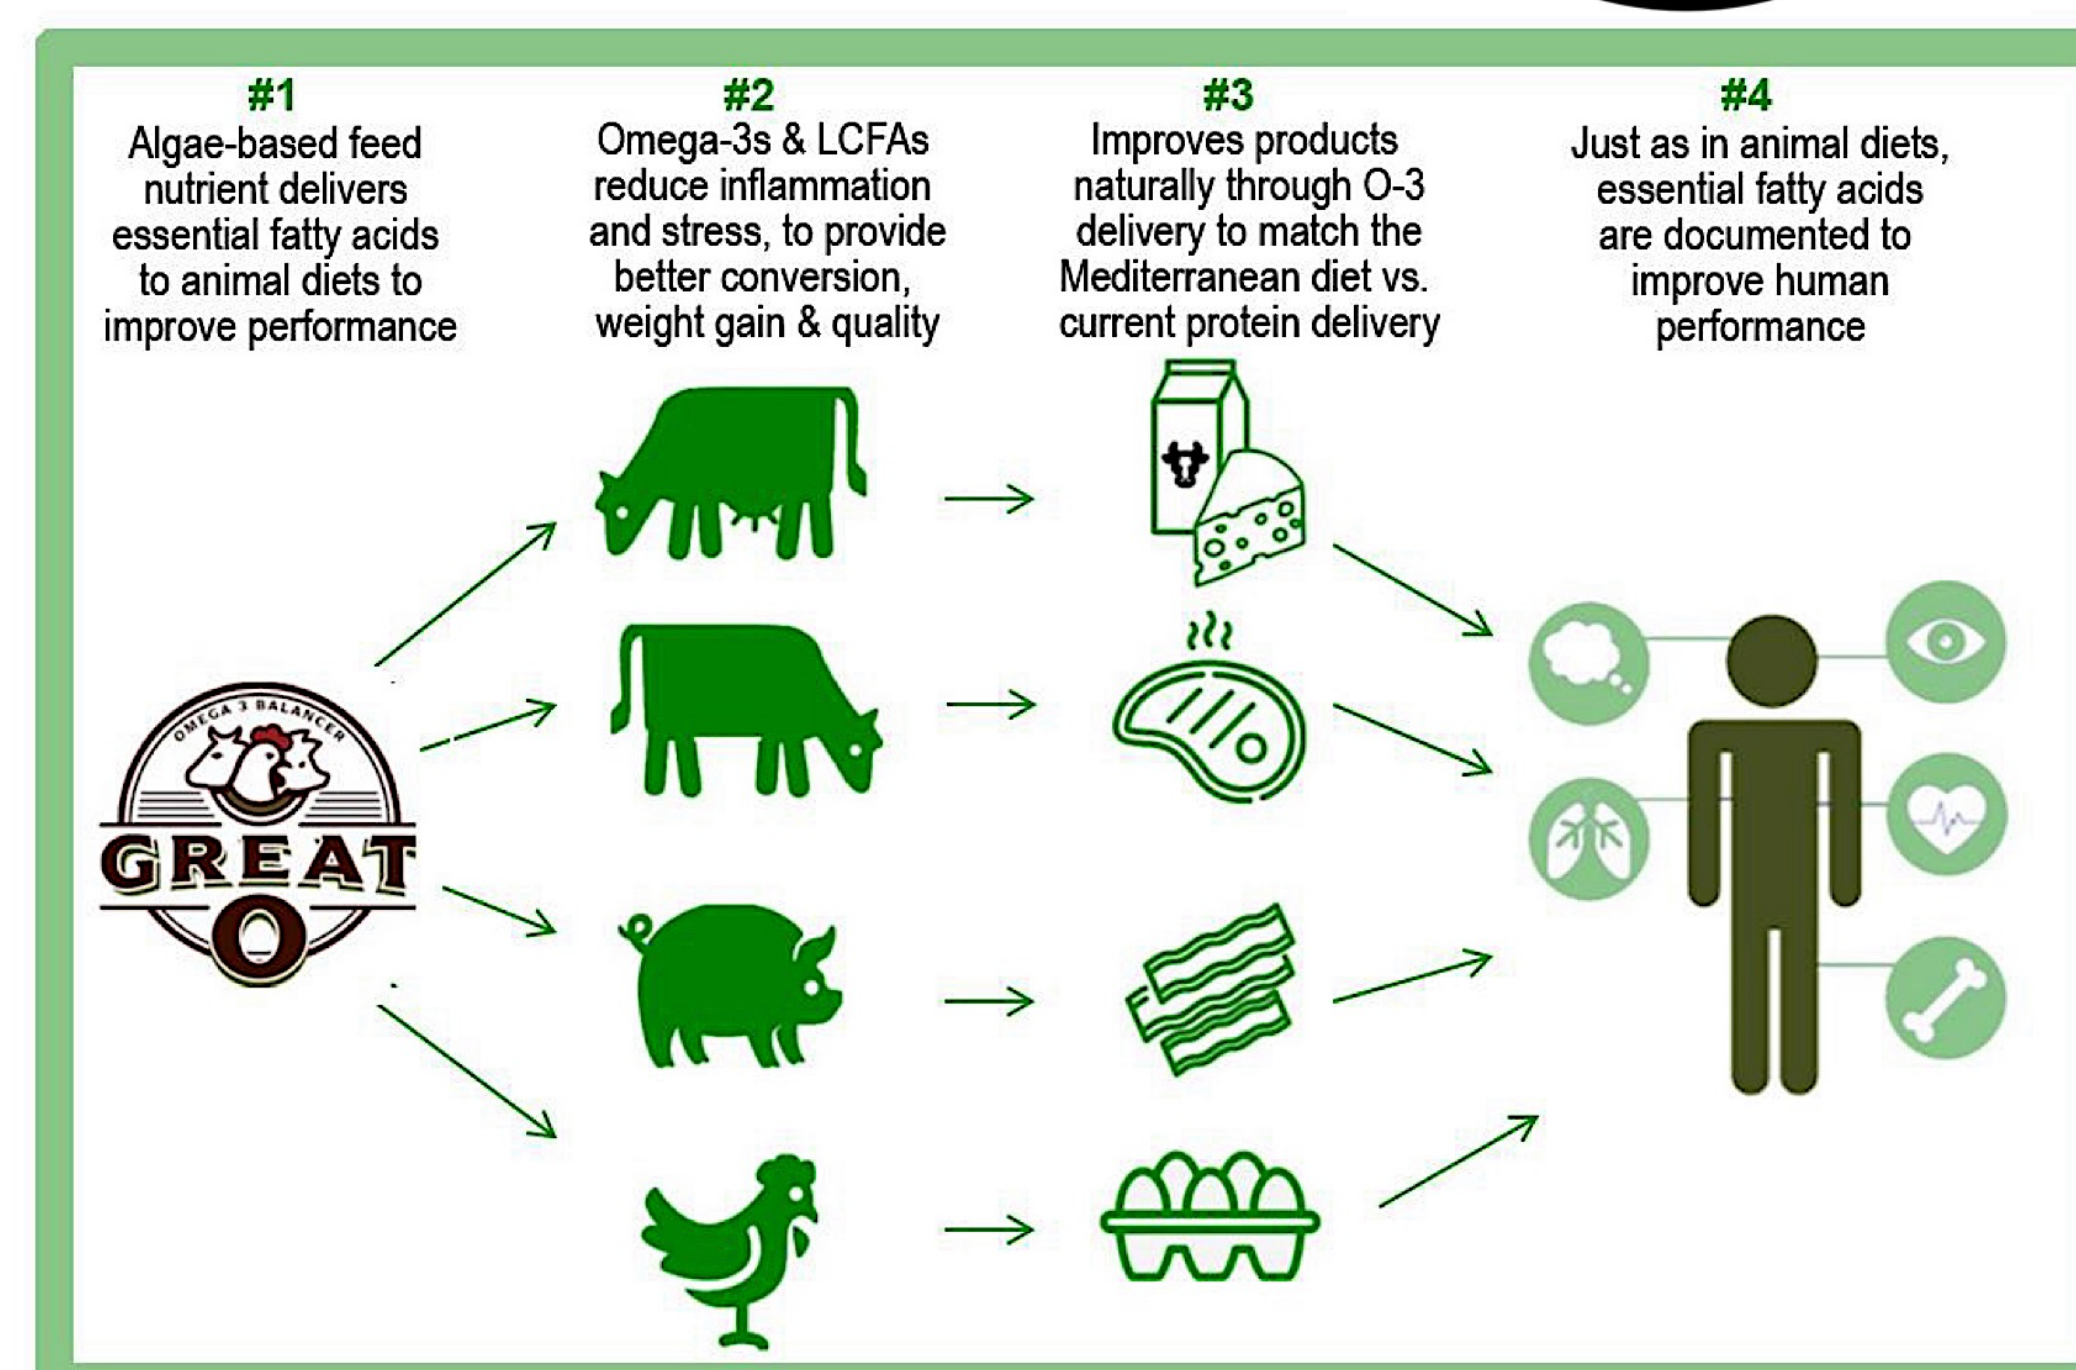 #1
Algae-based feed
nutrient delivers
essential fatty acids
to animal diets to
improve performance
#2
Omega-3s & LCFAs
reduce inflammation
and stress, to provide
better conversion,
weight gain & quality
#3
Improves products
naturally through O-3
delivery to match the
Mediterranean diet vs.
current protein delivery
#4
Just as in animal diets,
essential fatty acids
are documented to
improve human
performance
OMEGA 3 BALANCER
GREAT
O